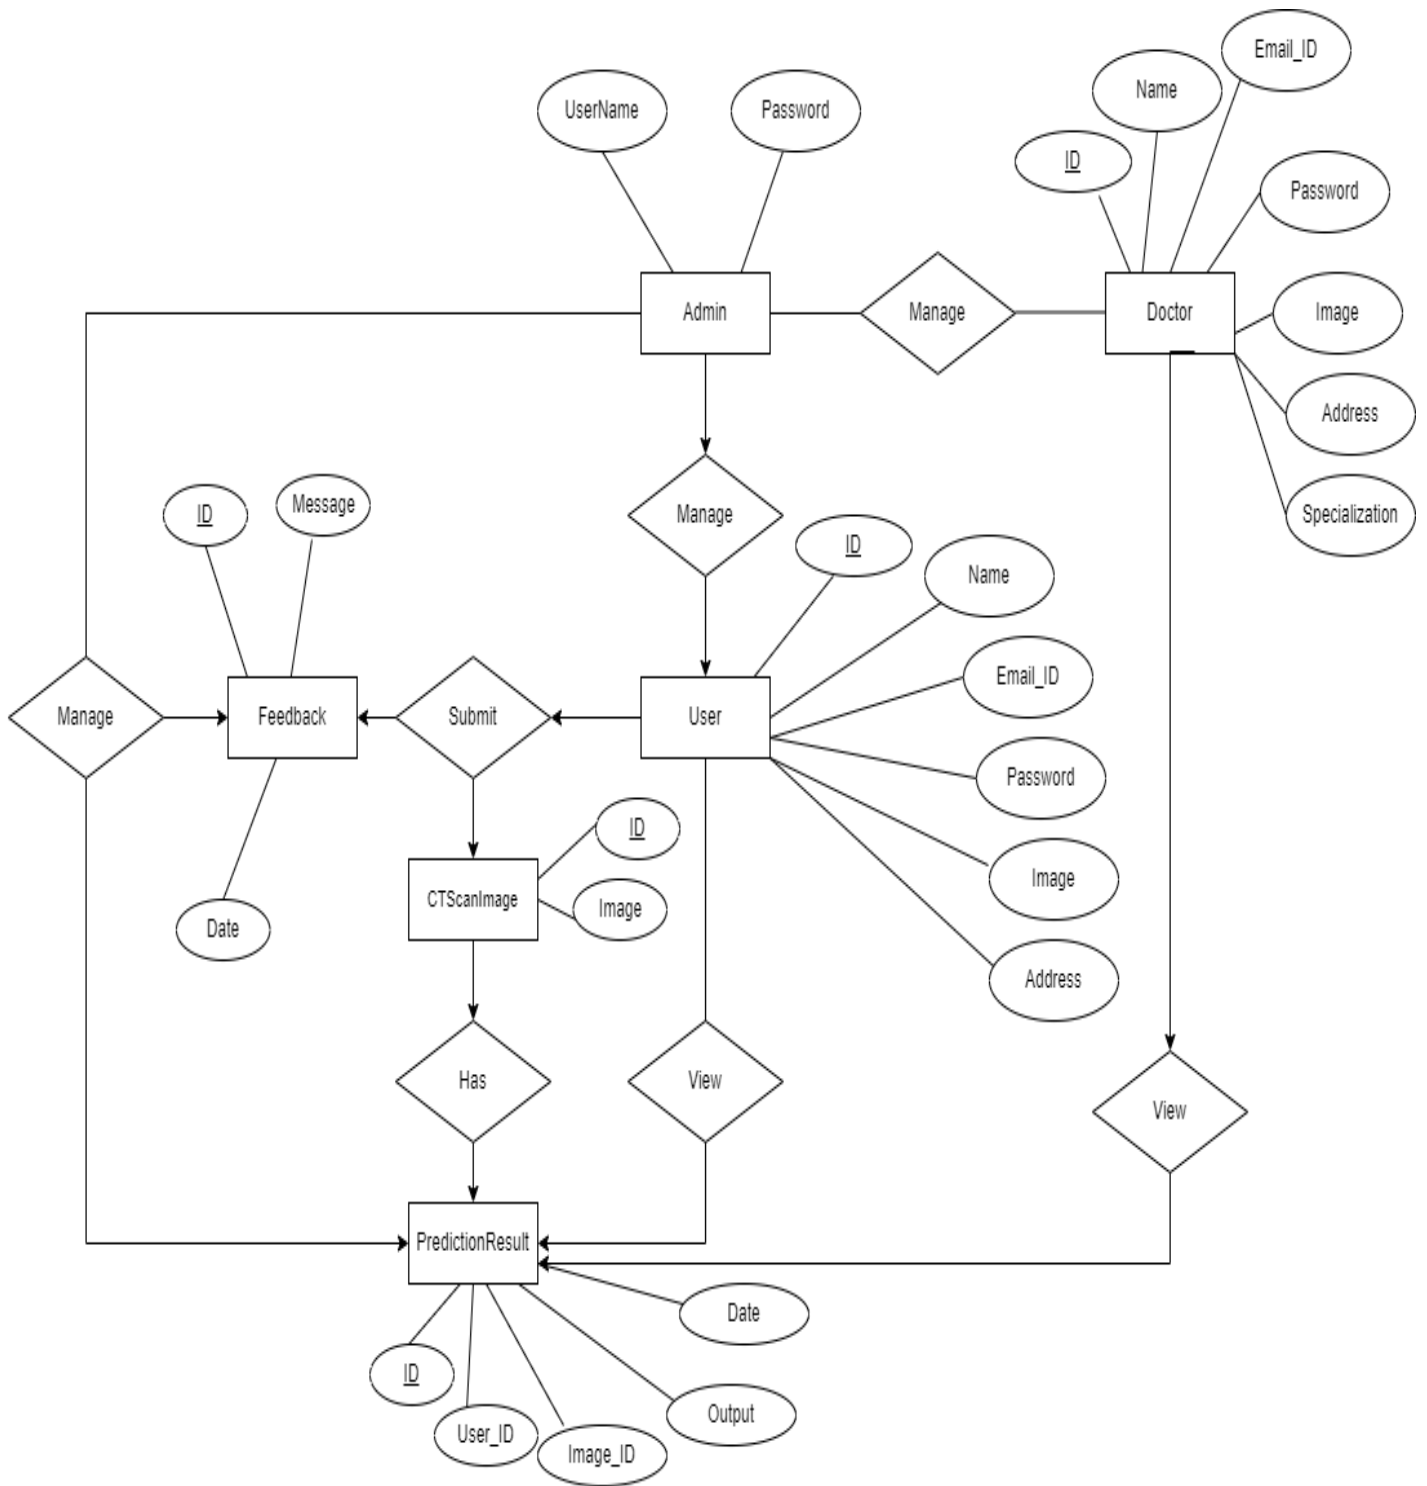 Email_ID
Name
UserName
Password
ID
Password
Admin
Manage
Doctor
Image
Address
Message
ID
Manage
Specialization
ID
Name
Email_ID
Manage
Feedback
Submit
User
Password
ID
CTScanImage
Image
Image
Date
Address
Has
View
View
PredictionResult
Date
ID
Output
User_ID
Image_ID